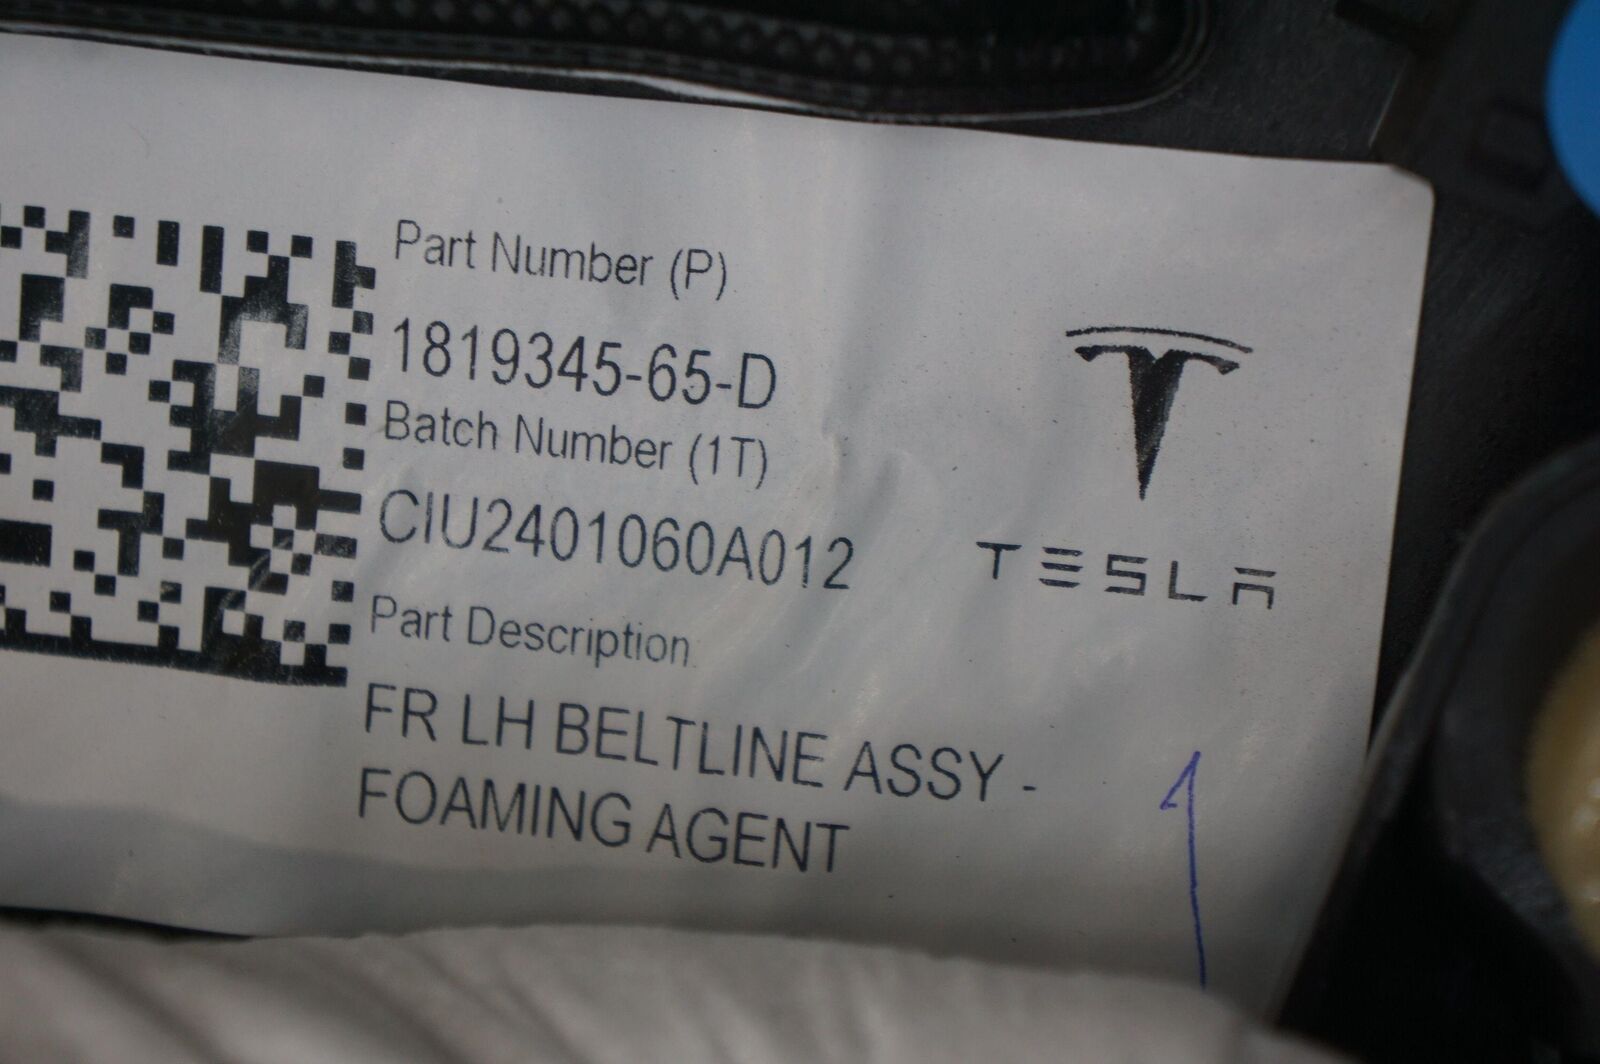 Part Number (P)
1819345-65-D
Batch Number (1T)
CIU2401060A012
Part Description
FR LH BELTLINE ASSY -
FOAMING AGENT
TESLA
1